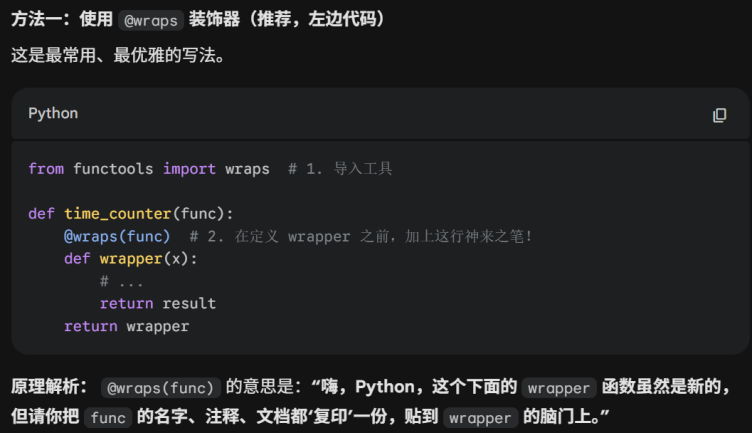 方法一：使用 @wraps 装饰器（推荐，左边代码）
这是最常用、最优雅的写法。
Python
from functools import wraps  # 1. 导入工具
def time_counter(func):
    @wraps(func)  # 2. 在定义 wrapper 之前，加上这行神来之笔！
    def wrapper(x):
        # ...
        return result
    return wrapper
原理解析： @wraps(func) 的意思是：“嗨，Python，这个下面的 wrapper 函数虽然是新的，
但请你把 func 的名字、注释、文档都‘复印’一份，贴到 wrapper 的脑门上。”